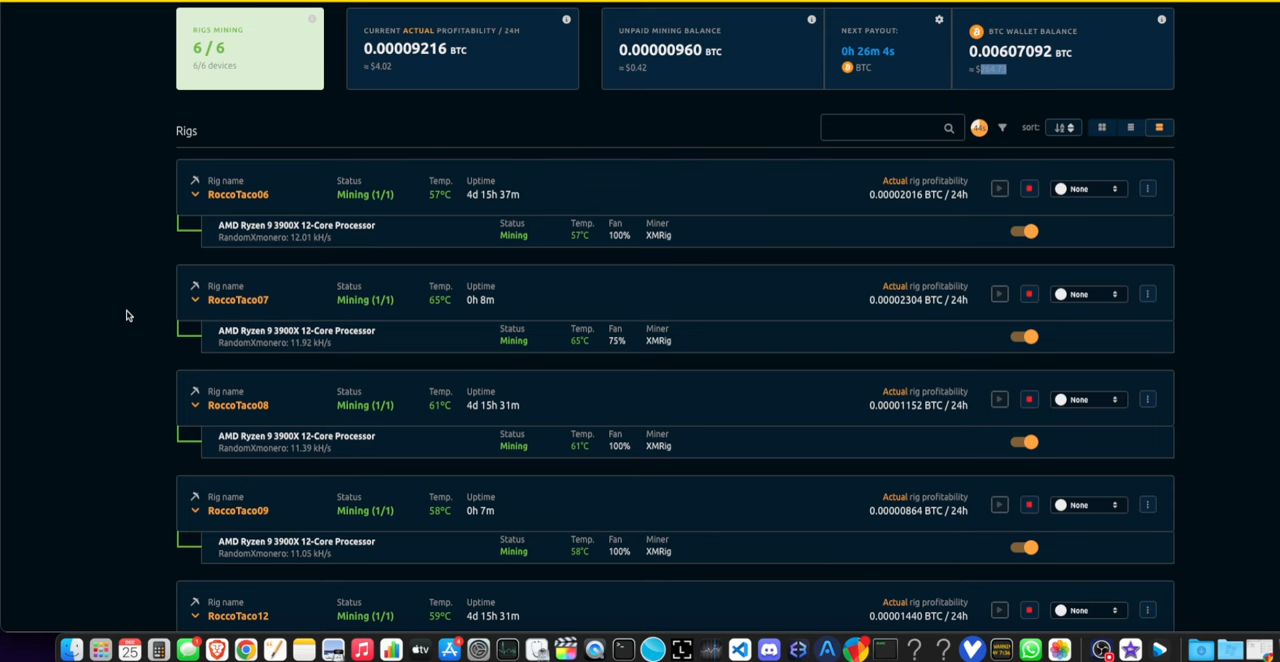 RIGS MINING
6 / 6
6/6 devices
CURRENT ACTUAL PROFITABILITY / 24H
0.00009216 BTC
≈ $4.02
UNPAID MINING BALANCE
0.00000960 BTC
≈ $0.42
NEXT PAYOUT:
0h 26m 4s
BTC
BTC WALLET BALANCE
0.00607092 BTC
Rigs
44s
sort:
Rig name Status Temp. Uptime Actual rig profitability
RoccoTaco06 Mining (1/1) 57°C 4d 15h 37m 0.00002016 BTC / 24h None
AMD Ryzen 9 3900X 12-Core Processor Status Temp. Fan Miner
RandomXmonero: 12.01 kH/s Mining 57°C 100% XMRig
Rig name Status Temp. Uptime Actual rig profitability
RoccoTaco07 Mining (1/1) 65°C 0h 8m 0.00002304 BTC / 24h None
AMD Ryzen 9 3900X 12-Core Processor Status Temp. Fan Miner
RandomXmonero: 11.92 kH/s Mining 65°C 75% XMRig
Rig name Status Temp. Uptime Actual rig profitability
RoccoTaco08 Mining (1/1) 61°C 4d 15h 31m 0.00001152 BTC / 24h None
AMD Ryzen 9 3900X 12-Core Processor Status Temp. Fan Miner
RandomXmonero: 11.39 kH/s Mining 61°C 100% XMRig
Rig name Status Temp. Uptime Actual rig profitability
RoccoTaco09 Mining (1/1) 58°C 0h 7m 0.00000864 BTC / 24h None
AMD Ryzen 9 3900X 12-Core Processor Status Temp. Fan Miner
RandomXmonero: 11.05 kH/s Mining 58°C 100% XMRig
Rig name Status Temp. Uptime Actual rig profitability
RoccoTaco12 Mining (1/1) 59°C 4d 15h 31m 0.00001440 BTC / 24h None
DEC
25
tv